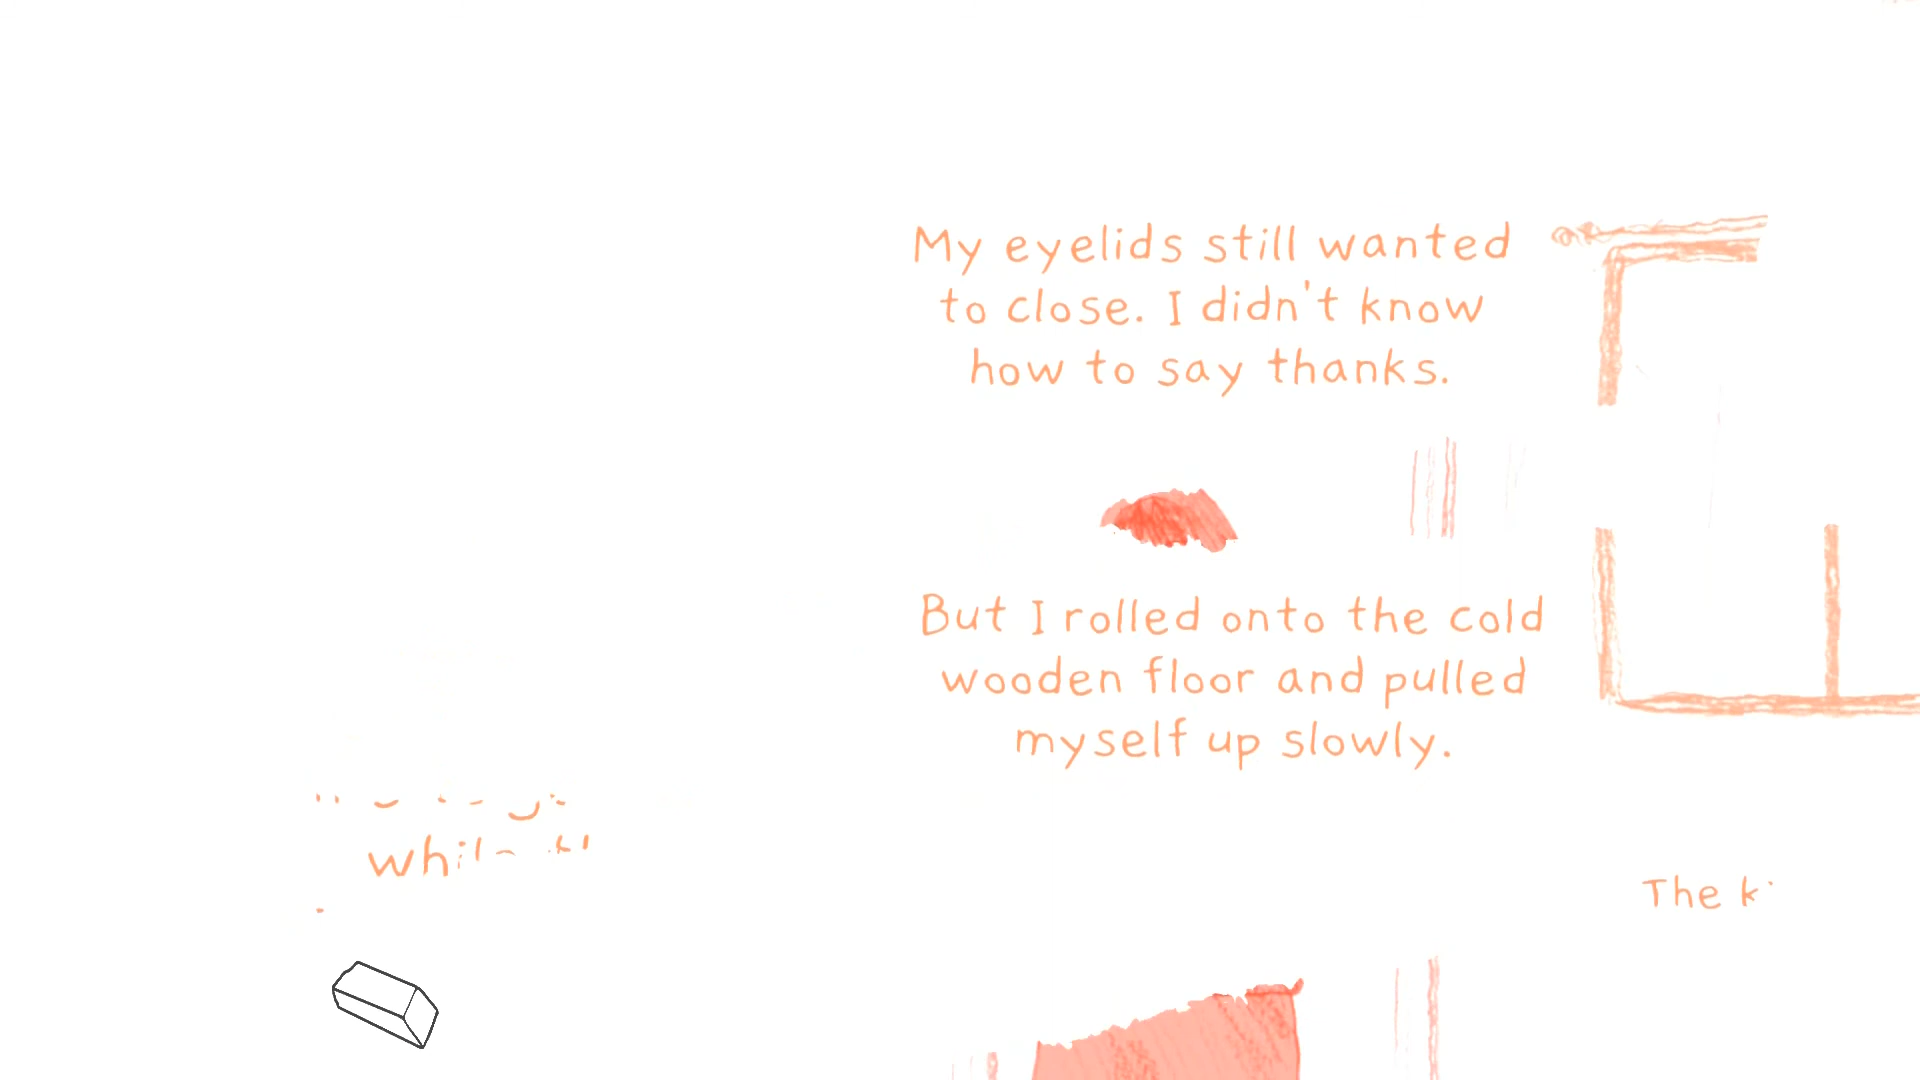 My eyelids still wanted
to close. I didn't know
how to say thanks.
But I rolled onto the cold
wooden floor and pulled
myself up slowly.
The